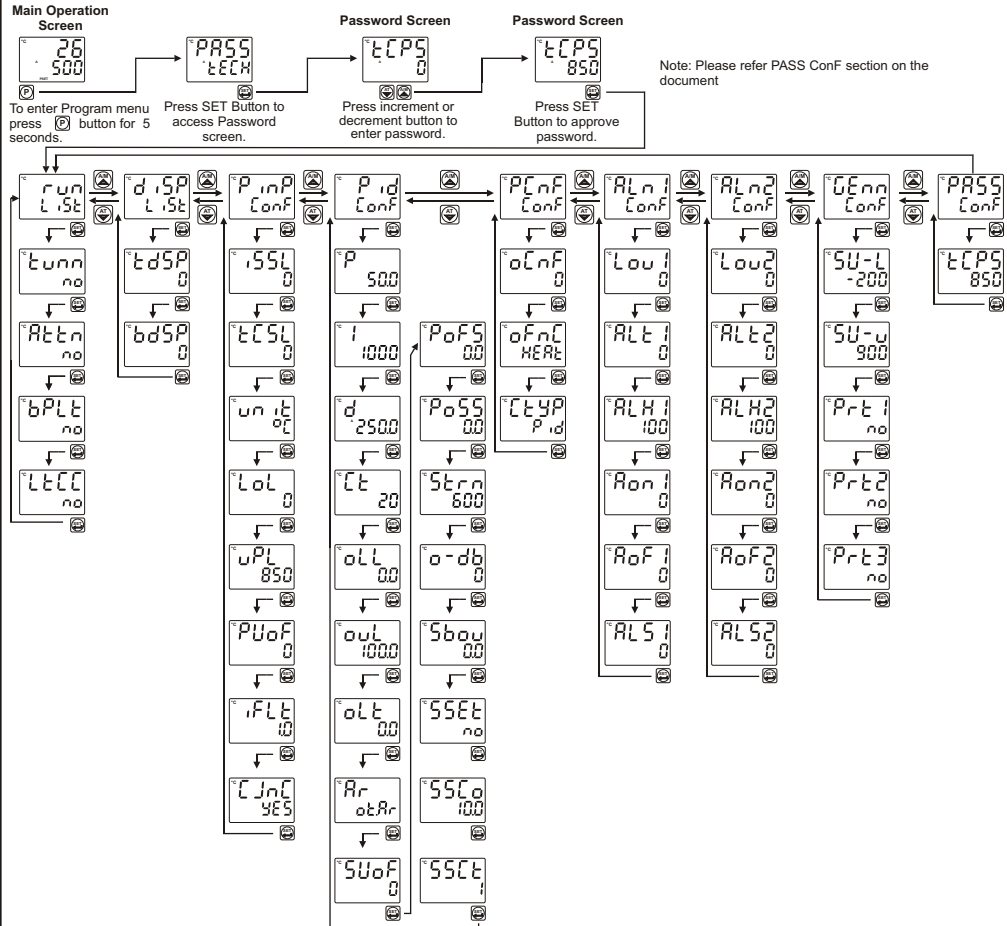 Main Operation
Screen
Password Screen
Password Screen
°C 26
500
°C PASS
tECH
°C tCPS
0
°C tCPS
850
Note: Please refer PASS ConF section on the
document
P
SET
AT A/M
SET
To enter Program menu
press P button for 5
seconds.
Press SET Button to
access Password
screen.
Press increment or
decrement button to
enter password.
Press SET
Button to approve
password.
°C run
LiSt
°C diSP
LiSt
°C PinP
ConF
°C Pid
ConF
°C PCnF
ConF
°C ALn1
ConF
°C ALn2
ConF
°C GEnn
ConF
°C PASS
ConF
°C tunn
no
°C Attn
no
°C bPLt
no
°C LtCC
no
°C tdSP
0
°C bdSP
0
°C iSSL
0
°C tCSL
0
°C unit
°C
°C LoL
0
°C uPL
850
°C PUoF
0
°C iFLt
1.0
°C CJnC
YES
°C P
50.0
°C I
1000
°C d
250.0
°C Ct
20
°C oLL
0.0
°C ouL
100.0
°C oLt
0.0
°C Ar
ot.Ar
°C SUoF
0
°C PoFS
0.0
°C PoSS
0.0
°C Strn
600
°C o-db
0
°C Sbou
0.0
°C SSEt
no
°C SSCo
10.0
°C SSCt
1
°C oCnF
0
°C oFnC
HEAt
°C CtYP
Pid
°C Lou1
0
°C ALt1
0
°C ALH1
100
°C Aon1
0
°C AoF1
0
°C ALS1
0
°C Lou2
0
°C ALt2
0
°C ALH2
100
°C Aon2
0
°C AoF2
0
°C ALS2
0
°C SU-L
-200
°C SU-u
900
°C Prt1
no
°C Prt2
no
°C Prt3
no
°C tCPS
850